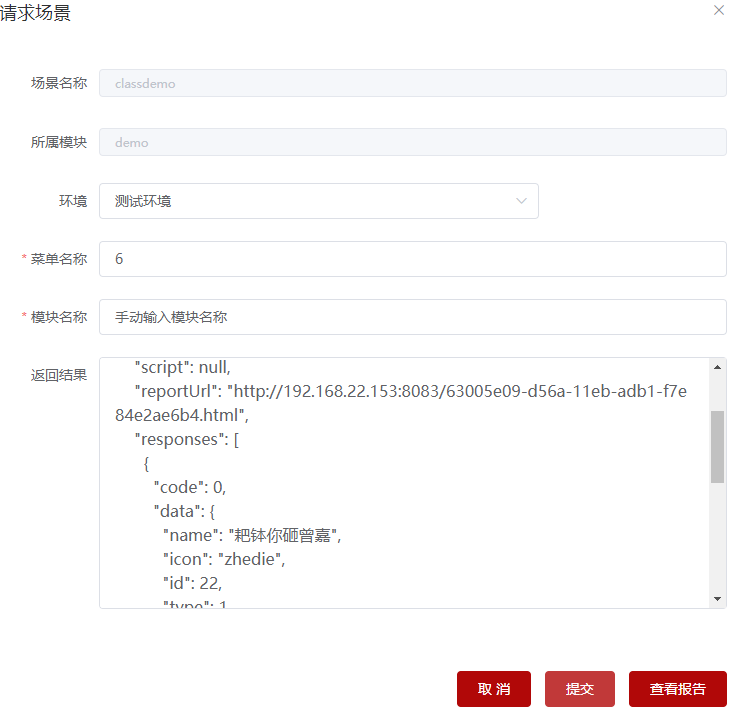 请求场景
场景名称 classdemo
所属模块 demo
环境 测试环境
* 菜单名称 6
* 模块名称 手动输入模块名称
返回结果
"script": null,
"reportUrl": "http://192.168.22.153:8083/63005e09-d56a-11eb-adb1-f7e
84e2ae6b4.html",
"responses": [
{
"code": 0,
"data": {
"name": "耙钵你砸曾嘉",
"icon": "zhedie",
"id": 22,
"type": 1
取 消 提交 查看报告